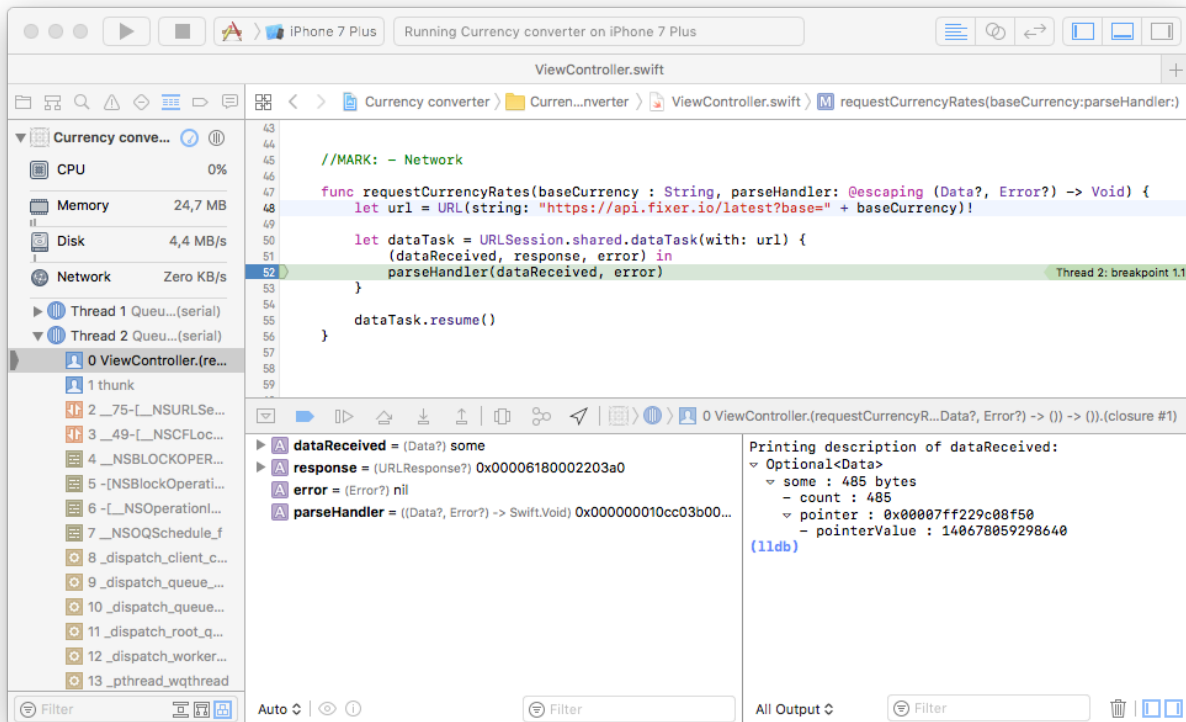 iPhone 7 Plus
Running Currency converter on iPhone 7 Plus
ViewController.swift
Currency converter
Curren...nverter
ViewController.swift
M requestCurrencyRates(baseCurrency:parseHandler:)
Currency conve...
CPU 0%
Memory 24,7 MB
Disk 4,4 MB/s
Network Zero KB/s
Thread 1 Queu...(serial)
Thread 2 Queu...(serial)
0 ViewController.(re...
1 thunk
2 __75-[__NSURLSe...
3 __49-[__NSCFLoc...
4 __NSBLOCKOPER...
5 -[NSBlockOperati...
6 -[__NSOperationI...
7 __NSOQSchedule_f
8 _dispatch_client_c...
9 _dispatch_queue_...
10 _dispatch_queue...
11 _dispatch_root_q...
12 _dispatch_worker...
13 _pthread_wqthread
Filter
43
44
45 //MARK: - Network
46
47 func requestCurrencyRates(baseCurrency : String, parseHandler: @escaping (Data?, Error?) -> Void) {
48 let url = URL(string: "https://api.fixer.io/latest?base=" + baseCurrency)!
49
50 let dataTask = URLSession.shared.dataTask(with: url) {
51 (dataReceived, response, error) in
52 parseHandler(dataReceived, error) Thread 2: breakpoint 1.1
53 }
54
55 dataTask.resume()
56 }
57
58
59
0 ViewController.(requestCurrencyR...Data?, Error?) -> ()) -> ()).(closure #1)
A dataReceived = (Data?) some
A response = (URLResponse?) 0x00006180002203a0
A error = (Error?) nil
A parseHandler = ((Data?, Error?) -> Swift.Void) 0x000000010cc03b00...
Auto
Filter
Printing description of dataReceived:
Optional<Data>
some : 485 bytes
- count : 485
pointer : 0x00007ff229c08f50
- pointerValue : 140678059298640
(lldb)
All Output
Filter